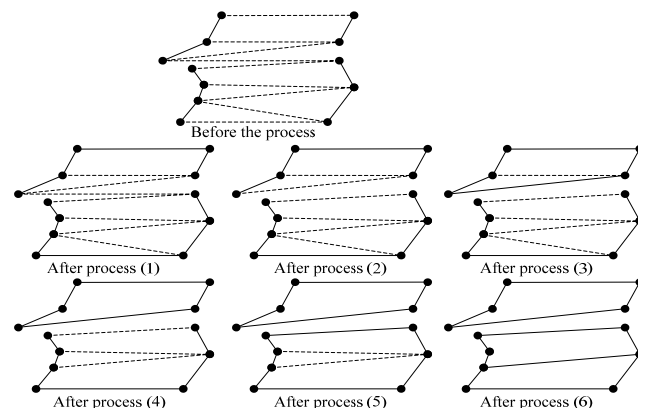 Before the process
After process (1)
After process (2)
After process (3)
After process (4)
After process (5)
After process (6)